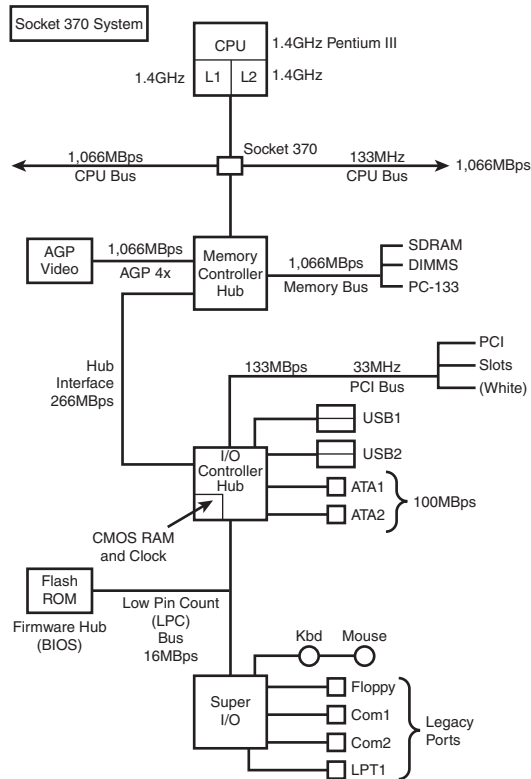 Socket 370 System
CPU
1.4GHz Pentium III
1.4GHz
L1
L2
1.4GHz
Socket 370
1,066MBps
CPU Bus
133MHz
CPU Bus
1,066MBps
AGP
Video
1,066MBps
AGP 4x
Memory
Controller
Hub
1,066MBps
Memory Bus
SDRAM
DIMMS
PC-133
Hub
Interface
266MBps
133MBps
33MHz
PCI Bus
PCI
Slots
(White)
USB1
USB2
I/O
Controller
Hub
ATA1
ATA2
100MBps
CMOS RAM
and Clock
Flash
ROM
Firmware Hub
(BIOS)
Low Pin Count
(LPC)
Bus
16MBps
Kbd
Mouse
Super
I/O
Floppy
Com1
Com2
LPT1
Legacy
Ports